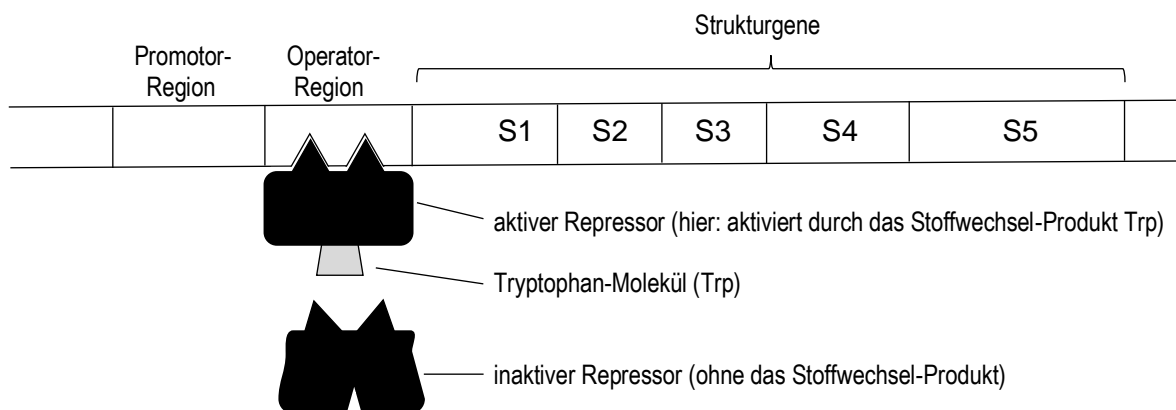 Strukturgene
Promotor-
Region
Operator-
Region
S1 S2 S3 S4 S5
aktiver Repressor (hier: aktiviert durch das Stoffwechsel-Produkt Trp)
Tryptophan-Molekül (Trp)
inaktiver Repressor (ohne das Stoffwechsel-Produkt)